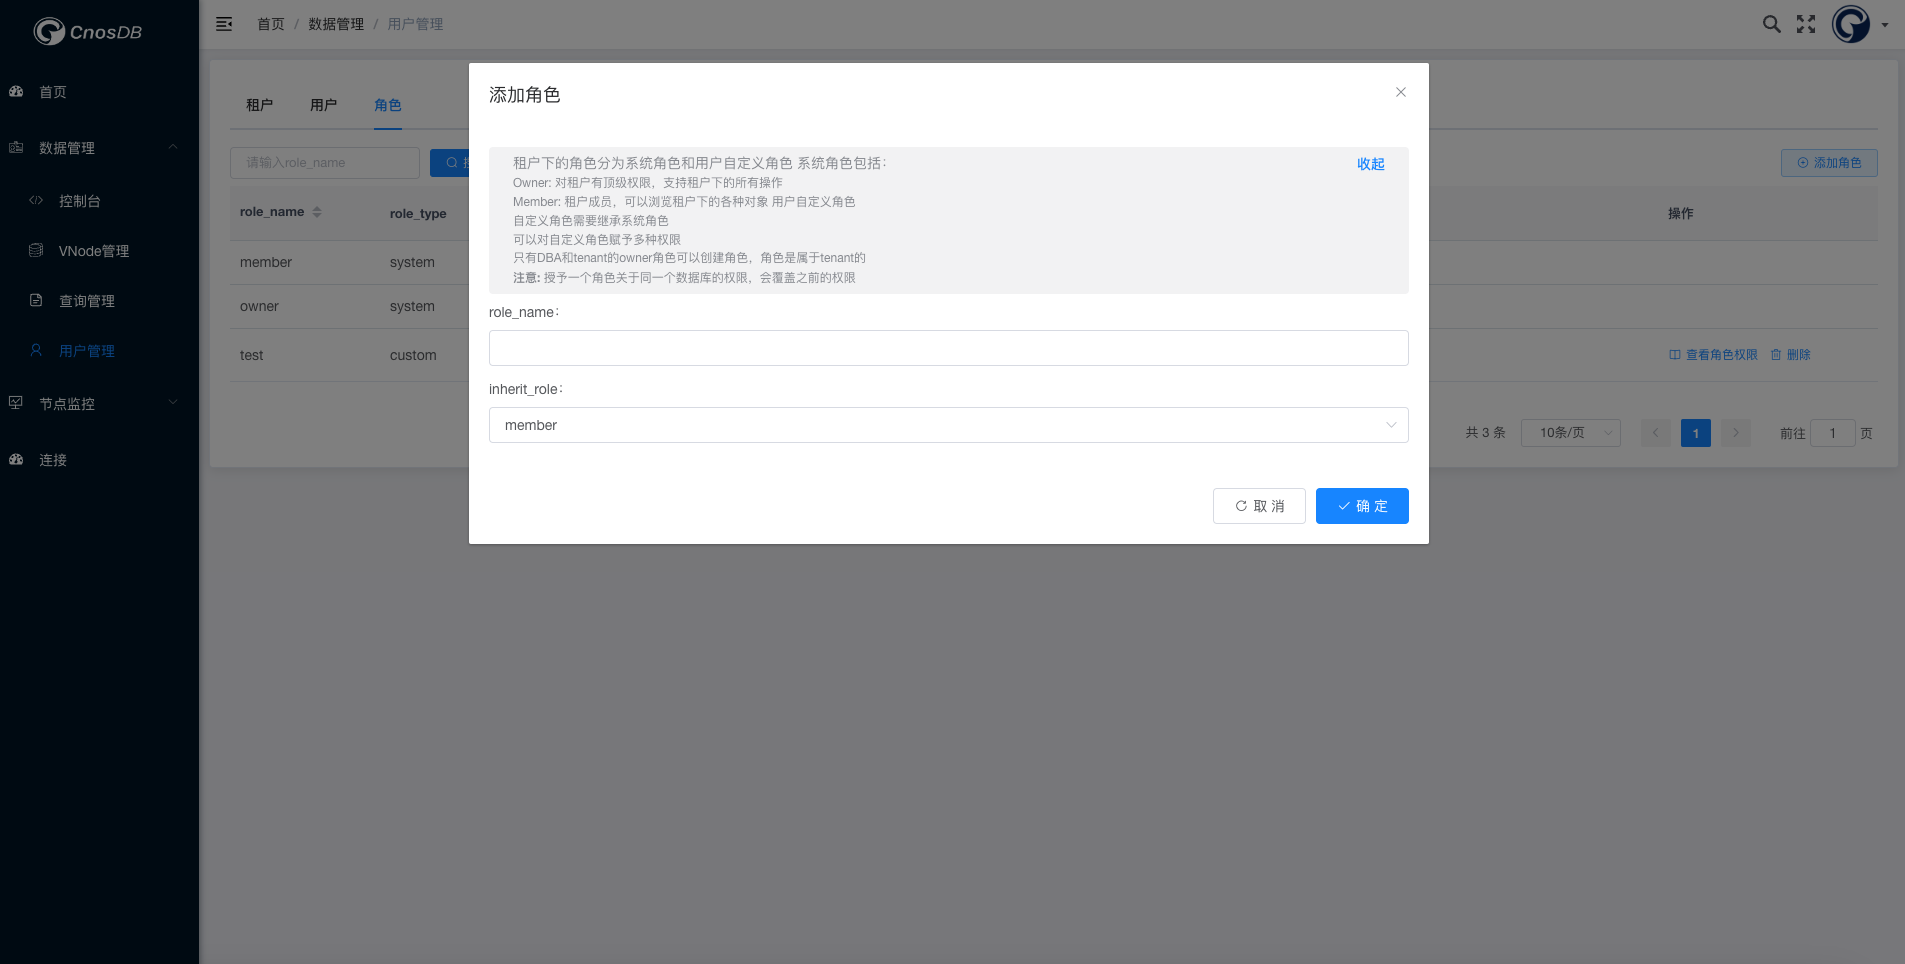 CnosDB
首页
数据管理
控制台
VNode管理
查询管理
用户管理
节点监控
连接
首页 / 数据管理 / 用户管理
租户 用户 角色
请输入role_name
添加角色
role_name role_type 操作
member system
owner system
test custom 查看角色权限 删除
共 3 条 10条/页 1 前往 1 页
添加角色
租户下的角色分为系统角色和用户自定义角色 系统角色包括： 收起
Owner: 对租户有顶级权限，支持租户下的所有操作
Member: 租户成员，可以浏览租户下的各种对象 用户自定义角色
自定义角色需要继承系统角色
可以对自定义角色赋予多种权限
只有DBA和tenant的owner角色可以创建角色，角色是属于tenant的
注意: 授予一个角色关于同一个数据库的权限，会覆盖之前的权限
role_name：
inherit_role：
member
取 消 确 定